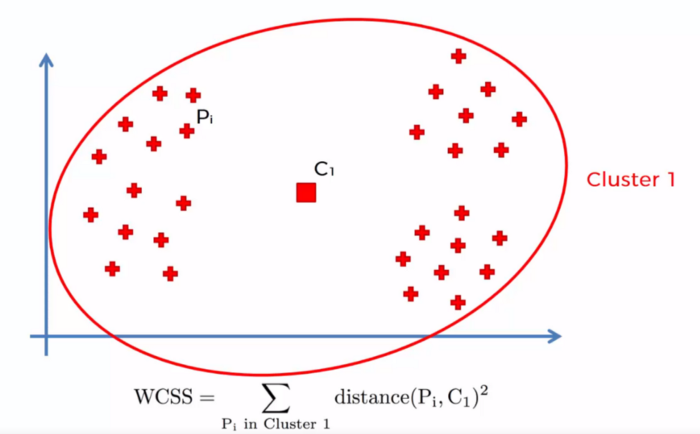 Pᵢ
C₁
Cluster 1
WCSS = ∑ distance(Pᵢ, C₁)²
Pᵢ in Cluster 1